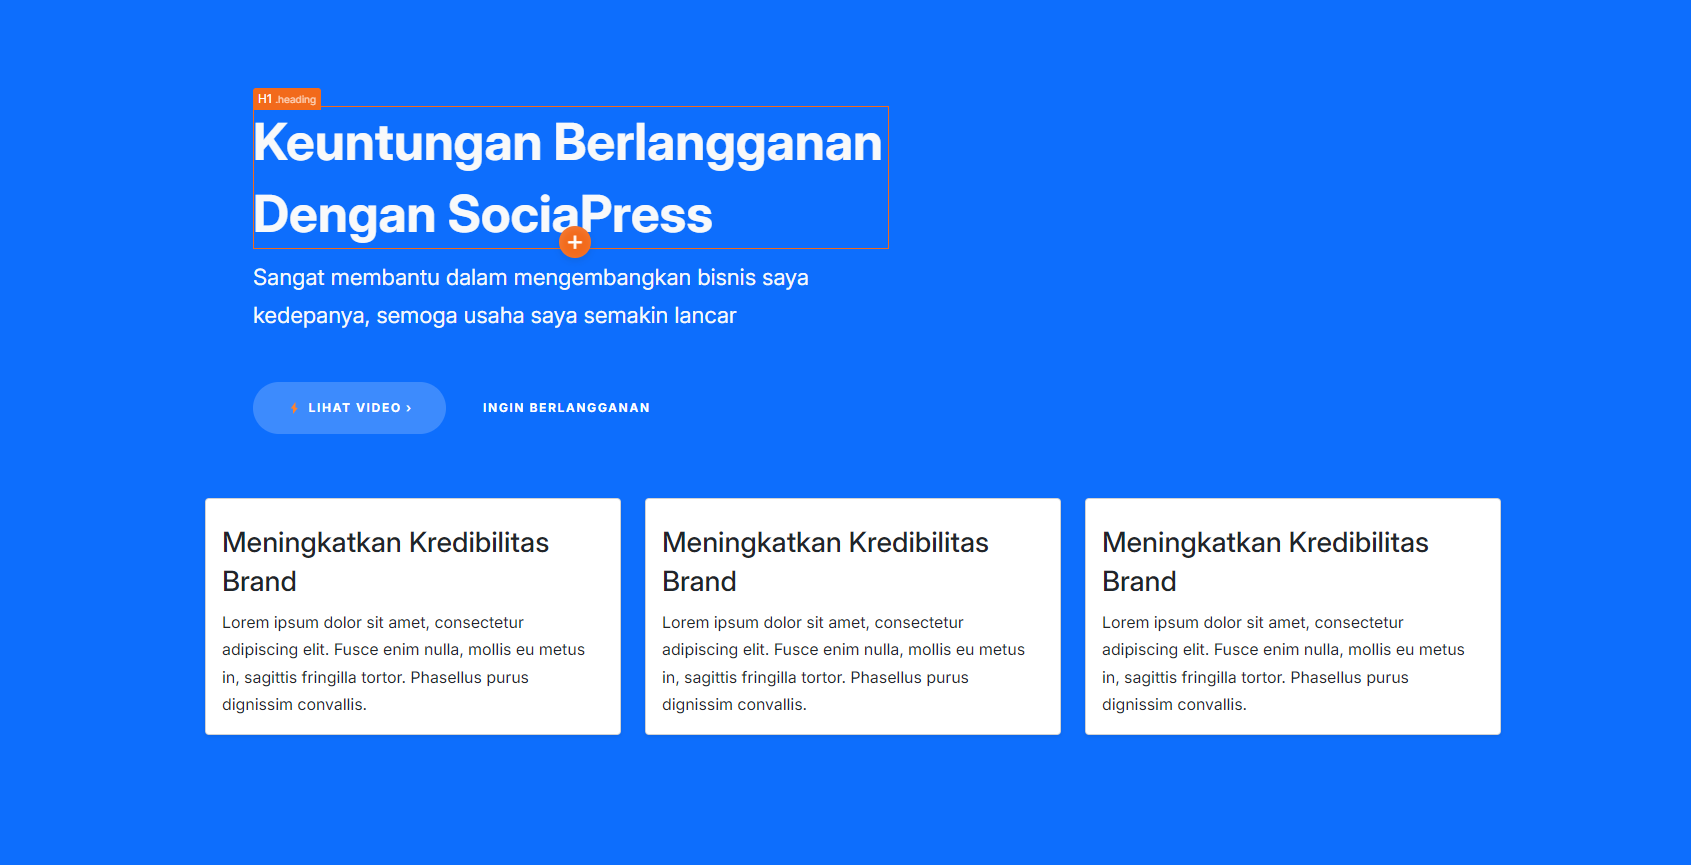 H1 .heading
Keuntungan Berlangganan
Dengan SociaPress
Sangat membantu dalam mengembangkan bisnis saya
kedepanya, semoga usaha saya semakin lancar
LIHAT VIDEO ›
INGIN BERLANGGANAN
Meningkatkan Kredibilitas
Brand
Lorem ipsum dolor sit amet, consectetur
adipiscing elit. Fusce enim nulla, mollis eu metus
in, sagittis fringilla tortor. Phasellus purus
dignissim convallis.
Meningkatkan Kredibilitas
Brand
Lorem ipsum dolor sit amet, consectetur
adipiscing elit. Fusce enim nulla, mollis eu metus
in, sagittis fringilla tortor. Phasellus purus
dignissim convallis.
Meningkatkan Kredibilitas
Brand
Lorem ipsum dolor sit amet, consectetur
adipiscing elit. Fusce enim nulla, mollis eu metus
in, sagittis fringilla tortor. Phasellus purus
dignissim convallis.